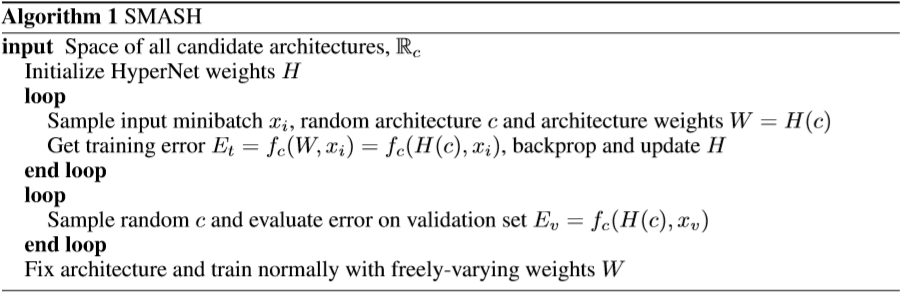 Algorithm 1 SMASH
input Space of all candidate architectures, ℝ_c
Initialize HyperNet weights H
loop
Sample input minibatch x_i, random architecture c and architecture weights W = H(c)
Get training error E_t = f_c(W, x_i) = f_c(H(c), x_i), backprop and update H
end loop
loop
Sample random c and evaluate error on validation set E_v = f_c(H(c), x_v)
end loop
Fix architecture and train normally with freely-varying weights W